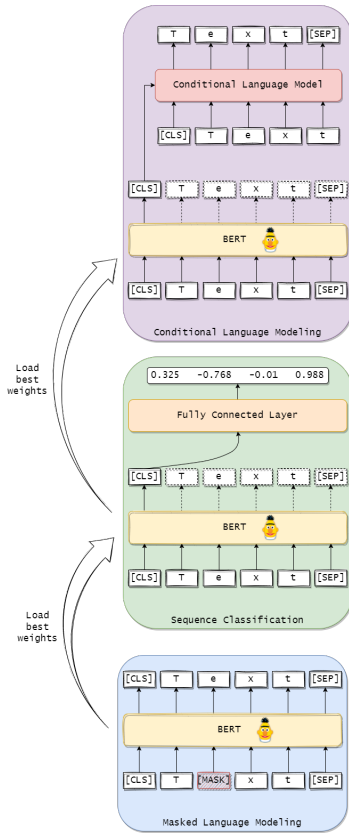 T e x t [SEP]
Conditional Language Model
[CLS] T e x t
[CLS] T e x t [SEP]
BERT
[CLS] T e x t [SEP]
Conditional Language Modeling
Load
best
weights
0.325 -0.768 -0.01 0.988
Fully Connected Layer
[CLS] T e x t [SEP]
BERT
[CLS] T e x t [SEP]
Sequence Classification
Load
best
weights
[CLS] T e x t [SEP]
BERT
[CLS] T [MASK] x t [SEP]
Masked Language Modeling